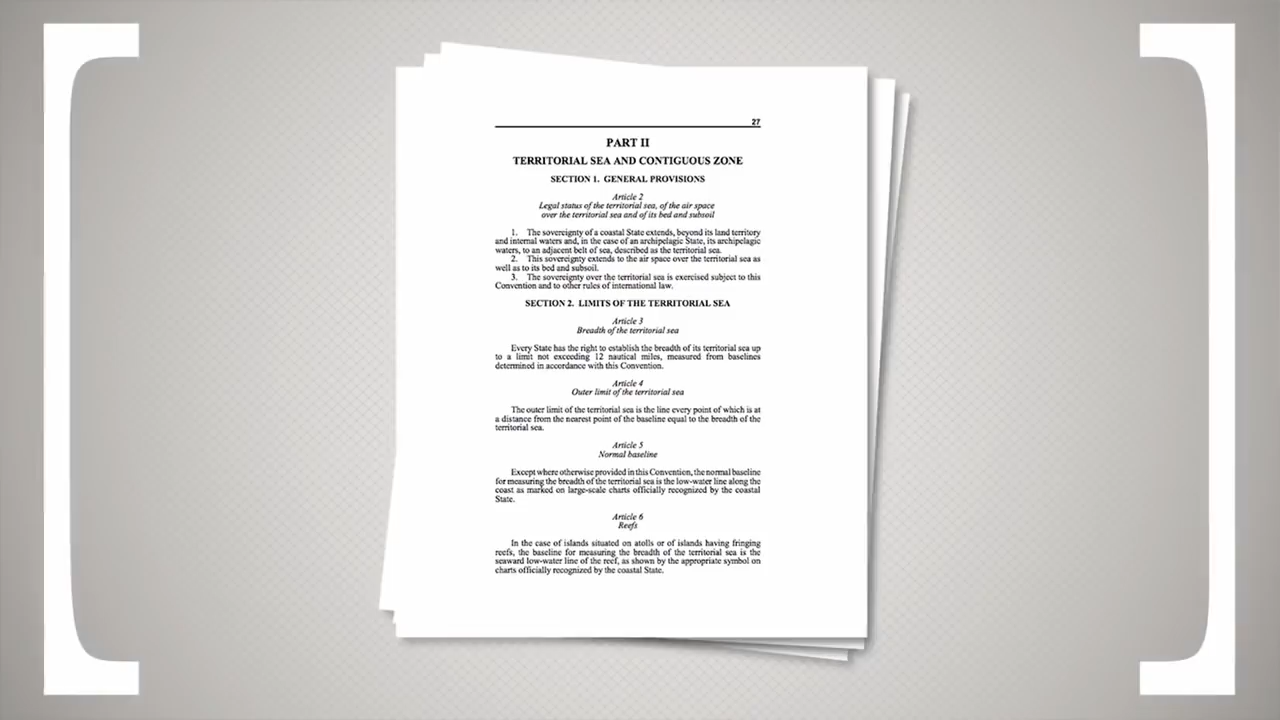 27
PART II
TERRITORIAL SEA AND CONTIGUOUS ZONE
SECTION 1. GENERAL PROVISIONS
Article 2
Legal status of the territorial sea, of the air space
over the territorial sea and of its bed and subsoil
1. The sovereignty of a coastal State extends, beyond its land territory
and internal waters and, in the case of an archipelagic State, its archipelagic
waters, to an adjacent belt of sea, described as the territorial sea.
2. This sovereignty extends to the air space over the territorial sea as
well as to its bed and subsoil.
3. The sovereignty over the territorial sea is exercised subject to this
Convention and to other rules of international law.
SECTION 2. LIMITS OF THE TERRITORIAL SEA
Article 3
Breadth of the territorial sea
Every State has the right to establish the breadth of its territorial sea up
to a limit not exceeding 12 nautical miles, measured from baselines
determined in accordance with this Convention.
Article 4
Outer limit of the territorial sea
The outer limit of the territorial sea is the line every point of which is at
a distance from the nearest point of the baseline equal to the breadth of the
territorial sea.
Article 5
Normal baseline
Except where otherwise provided in this Convention, the normal baseline
for measuring the breadth of the territorial sea is the low-water line along the
coast as marked on large-scale charts officially recognized by the coastal
State.
Article 6
Reefs
In the case of islands situated on atolls or of islands having fringing
reefs, the baseline for measuring the breadth of the territorial sea is the
seaward low-water line of the reef, as shown by the appropriate symbol on
charts officially recognized by the coastal State.